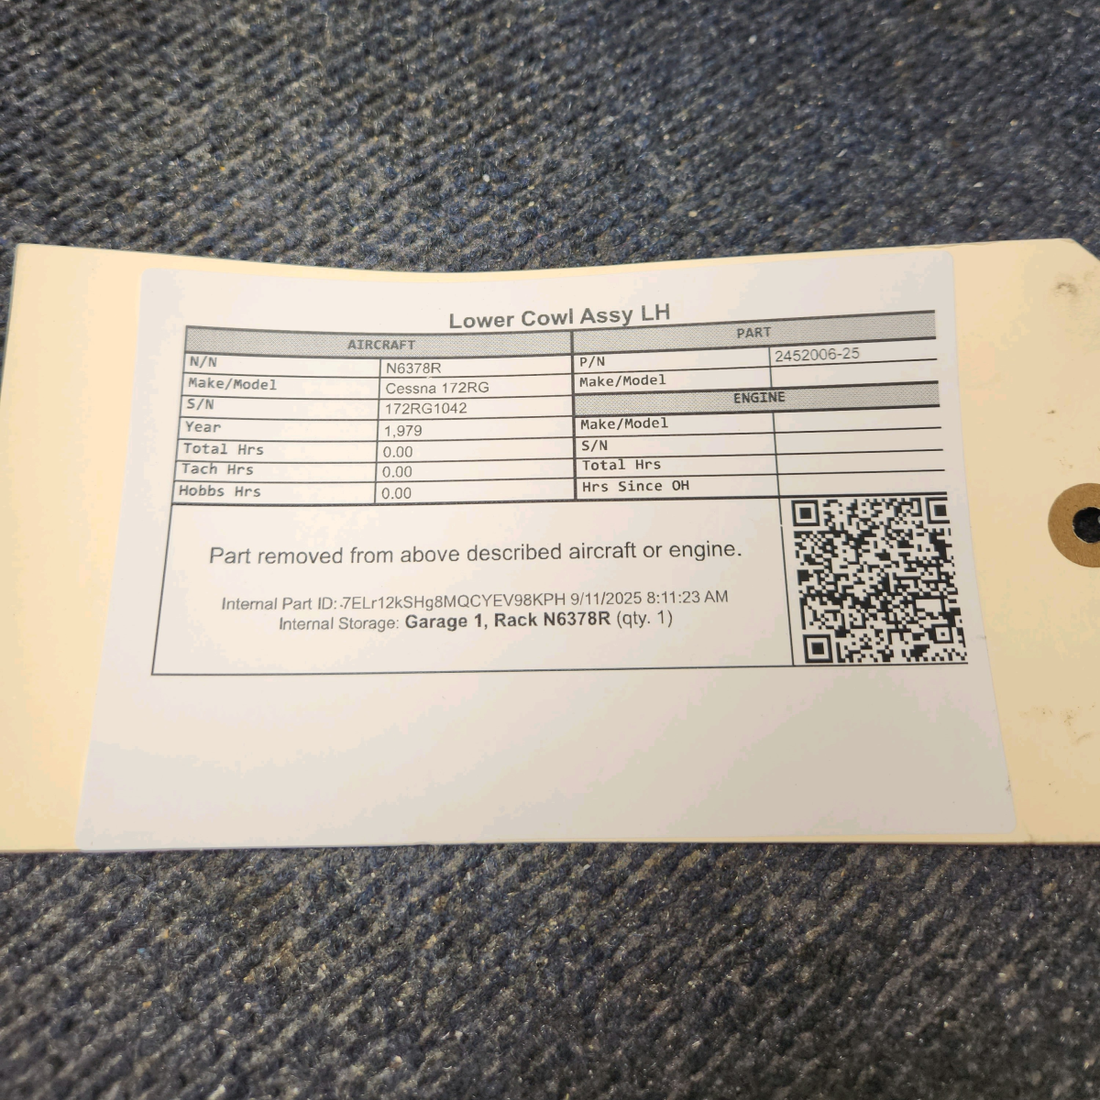 Lower Cowl Assy LH
AIRCRAFT PART
N/N N6378R P/N 2452006-25
Make/Model Cessna 172RG Make/Model
S/N 172RG1042 ENGINE
Year 1,979 Make/Model
Total Hrs 0.00 S/N
Tach Hrs 0.00 Total Hrs
Hobbs Hrs 0.00 Hrs Since OH
Part removed from above described aircraft or engine.
Internal Part ID:-7ELr12kSHg8MQCYEV98KPH 9/11/2025 8:11:23 AM
Internal Storage: Garage 1, Rack N6378R (qty. 1)